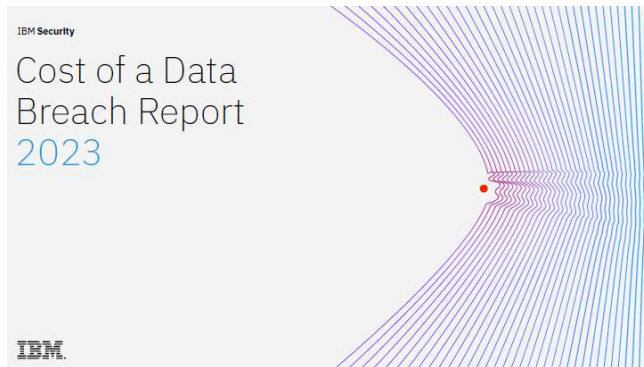 IBM Security
Cost of a Data
Breach Report
2023
IBM.